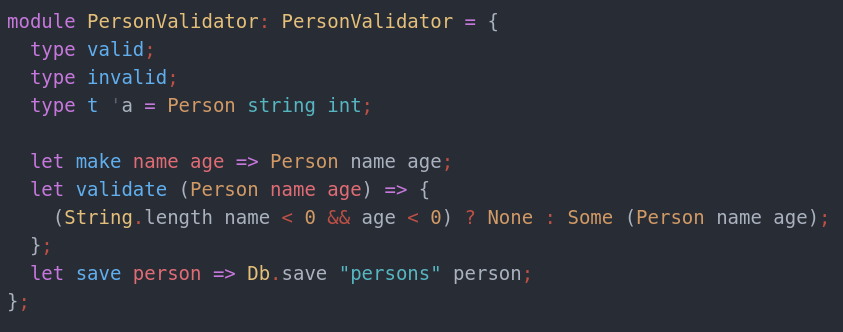 module PersonValidator: PersonValidator = {
  type valid;
  type invalid;
  type t 'a = Person string int;

  let make name age => Person name age;
  let validate (Person name age) => {
    (String.length name < 0 && age < 0) ? None : Some (Person name age);
  };
  let save person => Db.save "persons" person;
};